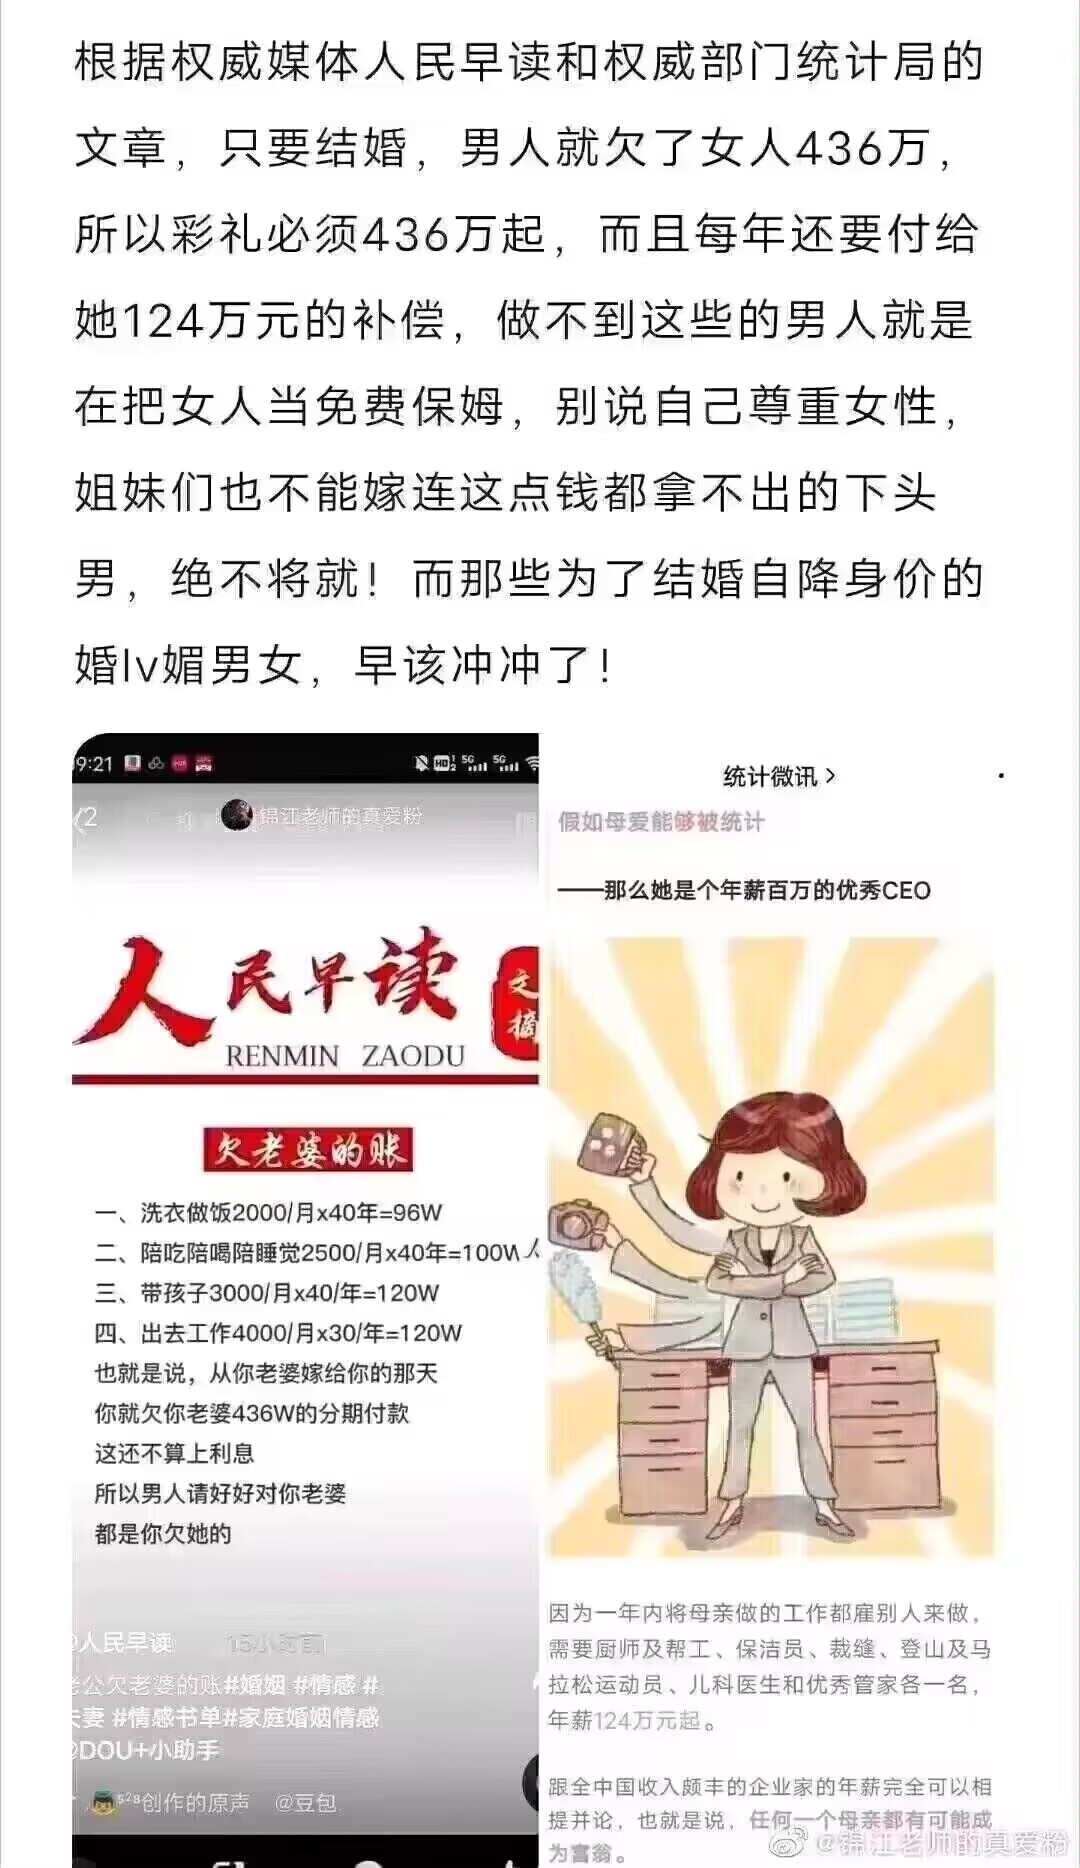 根据权威媒体人民早读和权威部门统计局的
文章，只要结婚，男人就欠了女人436万，
所以彩礼必须436万起，而且每年还要付给
她124万元的补偿，做不到这些的男人就是
在把女人当免费保姆，别说自己尊重女性，
姐妹们也不能嫁连这点钱都拿不出的下头
男，绝不将就！而那些为了结婚自降身价的
婚lv媚男女，早该冲冲了！
9:21
2
锦江老师的真爱粉
人民早读
文摘
RENMIN ZAODU
欠老婆的账
一、洗衣做饭2000/月x40年=96W
二、陪吃陪喝陪睡觉2500/月x40年=100W
三、带孩子3000/月x40/年=120W
四、出去工作4000/月x30/年=120W
也就是说，从你老婆嫁给你的那天
你就欠你老婆436W的分期付款
这还不算上利息
所以男人请好好对你老婆
都是你欠她的
@人民早读 15小时前
老公欠老婆的账#婚姻 #情感 #
夫妻 #情感书单#家庭婚姻情感
@DOU+小助手
528创作的原声 @豆包
统计微讯
假如母爱能够被统计
——那么她是个年薪百万的优秀CEO
因为一年内将母亲做的工作都雇别人来做，
需要厨师及帮工、保洁员、裁缝、登山及马
拉松运动员、儿科医生和优秀管家各一名，
年薪124万元起。
跟全中国收入颇丰的企业家的年薪完全可以相
提并论，也就是说，任何一个母亲都有可能成
为富翁。
@锦江老师的真爱粉